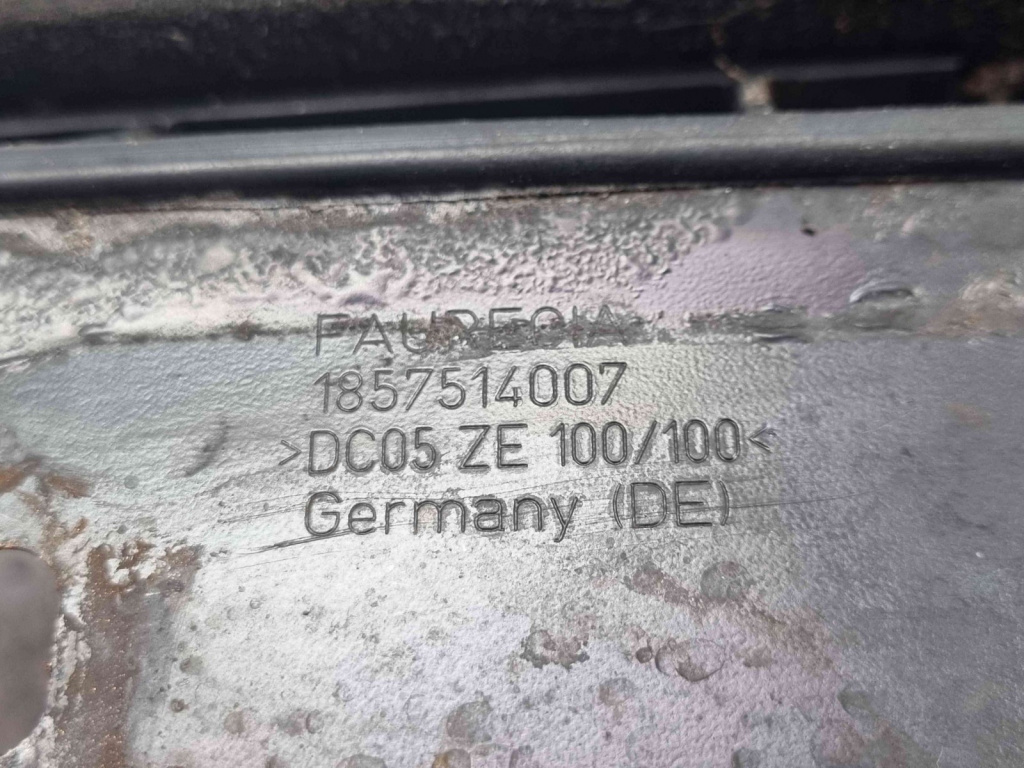 FAURECIA
1857514007
>DC05 ZE 100/100<
Germany (DE)